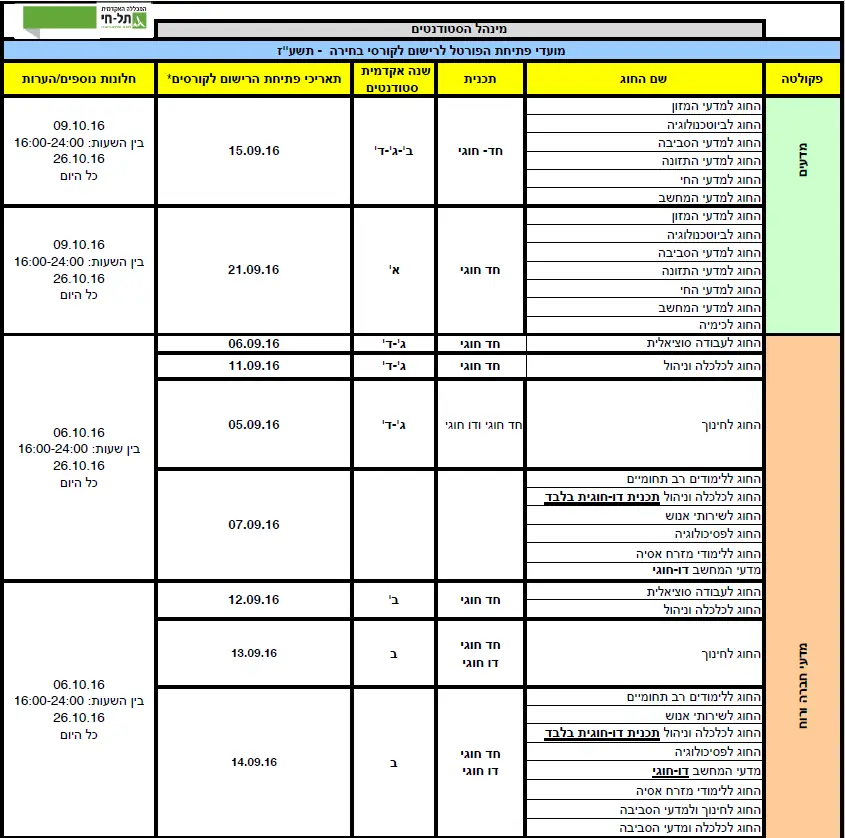 המכללה האקדמית
תל-חי
מינהל הסטודנטים
מועדי פתיחת הפורטל לרישום לקורסי בחירה - תשע"ז
פקולטה
שם החוג
תכנית
שנה אקדמית
סטודנטים
תאריכי פתיחת הרישום לקורסים*
חלונות נוספים/הערות
מדעים
החוג למדעי המזון
החוג לביוטכנולוגיה
החוג למדעי הסביבה
החוג למדעי התזונה
החוג למדעי החי
החוג למדעי המחשב
חד- חוגי
ב'-ג'-ד'
15.09.16
09.10.16
בין השעות: 16:00-24:00
26.10.16
כל היום
החוג למדעי המזון
החוג לביוטכנולוגיה
החוג למדעי הסביבה
החוג למדעי התזונה
החוג למדעי החי
החוג למדעי המחשב
החוג לכימיה
חד חוגי
א'
21.09.16
09.10.16
בין השעות: 16:00-24:00
26.10.16
כל היום
מדעי חברה ורוח
החוג לעבודה סוציאלית
חד חוגי
ג'-ד'
06.09.16
החוג לכלכלה וניהול
חד חוגי
ג'-ד'
11.09.16
החוג לחינוך
חד חוגי ודו חוגי
ג'-ד'
05.09.16
החוג ללימודים רב תחומיים
החוג לכלכלה וניהול תכנית דו-חוגית בלבד
החוג לשירותי אנוש
החוג לפסיכולוגיה
החוג ללימודי מזרח אסיה
מדעי המחשב דו-חוגי
07.09.16
06.10.16
בין שעות: 16:00-24:00
26.10.16
כל היום
החוג לעבודה סוציאלית
החוג לכלכלה וניהול
חד חוגי
ב'
12.09.16
החוג לחינוך
חד חוגי
דו חוגי
ב
13.09.16
החוג ללימודים רב תחומיים
החוג לשירותי אנוש
החוג לכלכלה וניהול תכנית דו-חוגית בלבד
החוג לפסיכולוגיה
מדעי המחשב דו-חוגי
החוג ללימודי מזרח אסיה
החוג לחינוך ולמדעי הסביבה
החוג לכלכלה ומדעי הסביבה
חד חוגי
דו חוגי
ב
14.09.16
06.10.16
בין השעות: 16:00-24:00
26.10.16
כל היום